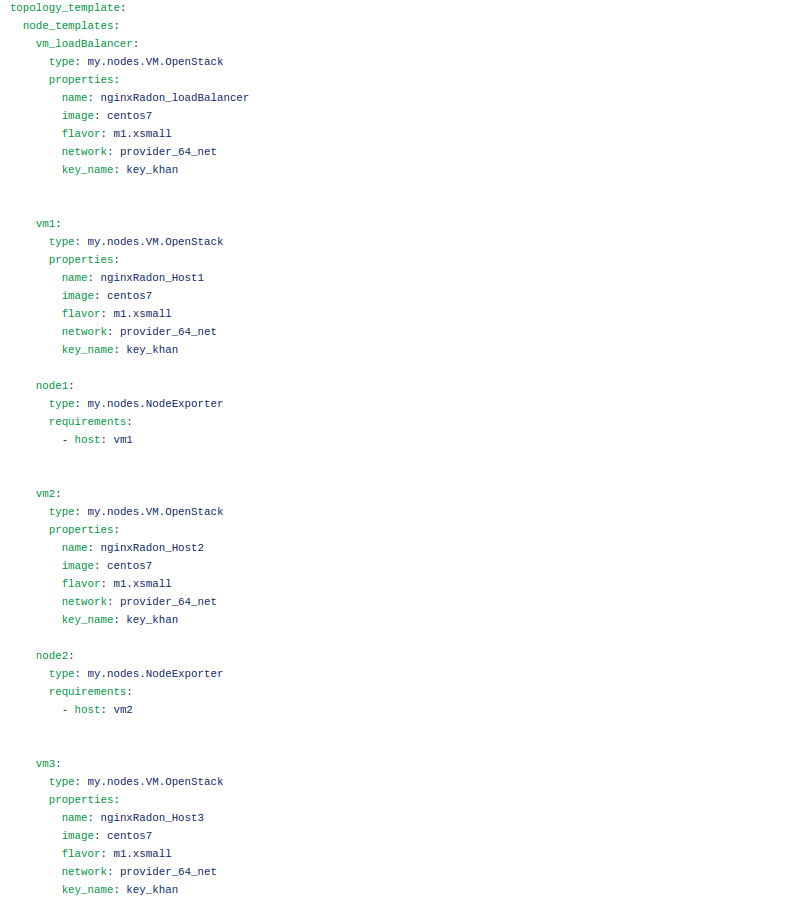 topology_template:
  node_templates:
    vm_loadBalancer:
      type: my.nodes.VM.OpenStack
      properties:
        name: nginxRadon_loadBalancer
        image: centos7
        flavor: m1.xsmall
        network: provider_64_net
        key_name: key_khan
    vm1:
      type: my.nodes.VM.OpenStack
      properties:
        name: nginxRadon_Host1
        image: centos7
        flavor: m1.xsmall
        network: provider_64_net
        key_name: key_khan
    node1:
      type: my.nodes.NodeExporter
      requirements:
        - host: vm1
    vm2:
      type: my.nodes.VM.OpenStack
      properties:
        name: nginxRadon_Host2
        image: centos7
        flavor: m1.xsmall
        network: provider_64_net
        key_name: key_khan
    node2:
      type: my.nodes.NodeExporter
      requirements:
        - host: vm2
    vm3:
      type: my.nodes.VM.OpenStack
      properties:
        name: nginxRadon_Host3
        image: centos7
        flavor: m1.xsmall
        network: provider_64_net
        key_name: key_khan